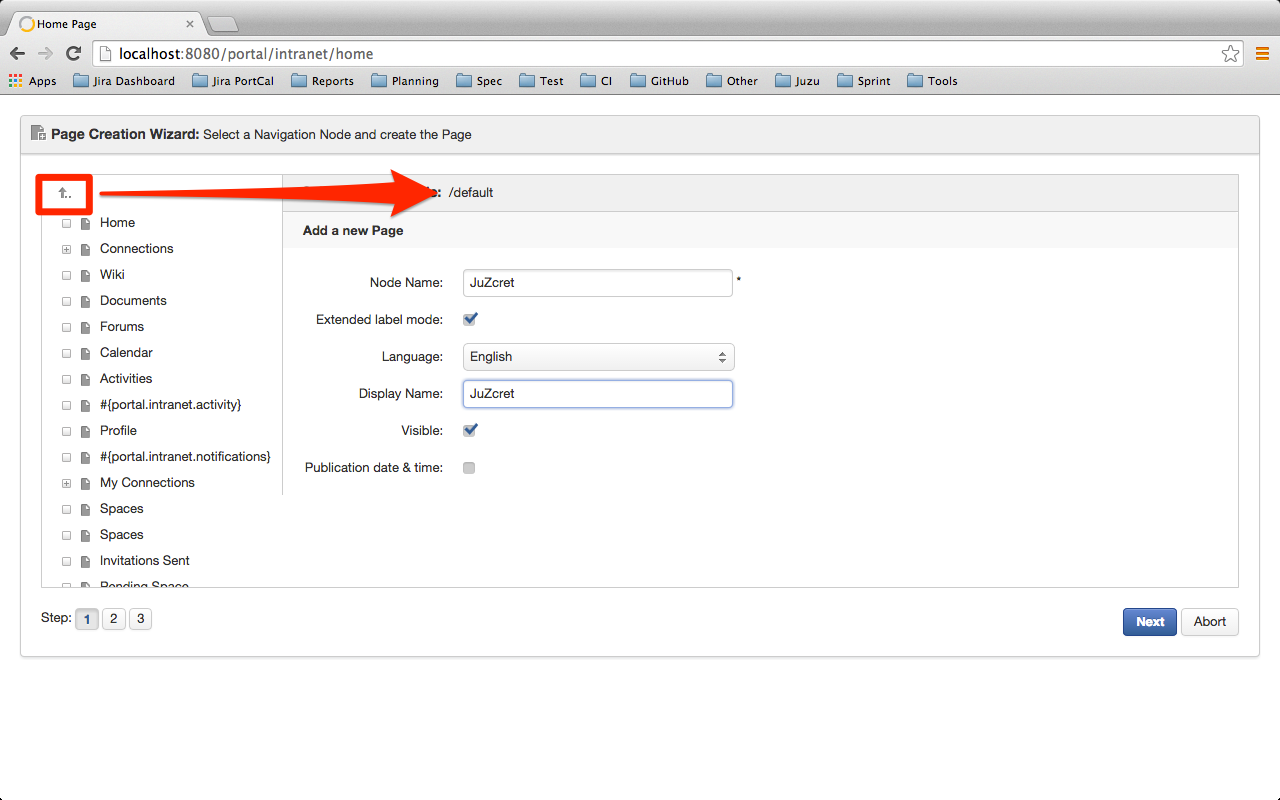 Home Page
localhost:8080/portal/intranet/home
Apps Jira Dashboard Jira PortCal Reports Planning Spec Test CI GitHub Other Juzu Sprint Tools
Page Creation Wizard: Select a Navigation Node and create the Page
..
/default
Home
Connections
Wiki
Documents
Forums
Calendar
Activities
#{portal.intranet.activity}
Profile
#{portal.intranet.notifications}
My Connections
Spaces
Spaces
Invitations Sent
Pending Space
Add a new Page
Node Name: JuZcret *
Extended label mode:
Language: English
Display Name: JuZcret
Visible:
Publication date & time:
Step: 1 2 3
Next Abort